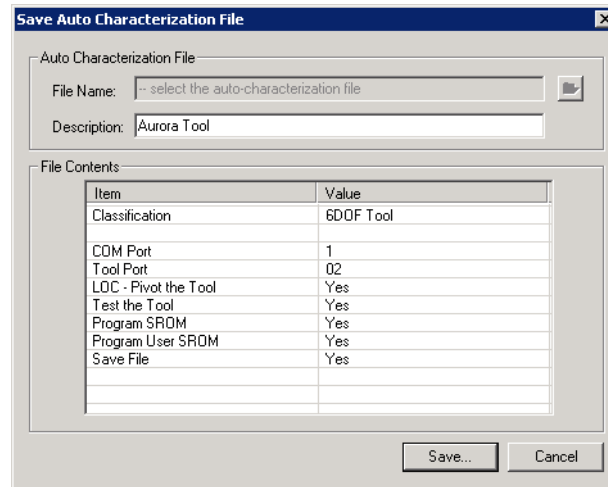 Save Auto Characterization File
Auto Characterization File
File Name: -- select the auto-characterization file
Description: Aurora Tool
File Contents
Item Value
Classification 6DOF Tool
COM Port 1
Tool Port 02
LOC - Pivot the Tool Yes
Test the Tool Yes
Program SROM Yes
Program User SROM Yes
Save File Yes
Save... Cancel